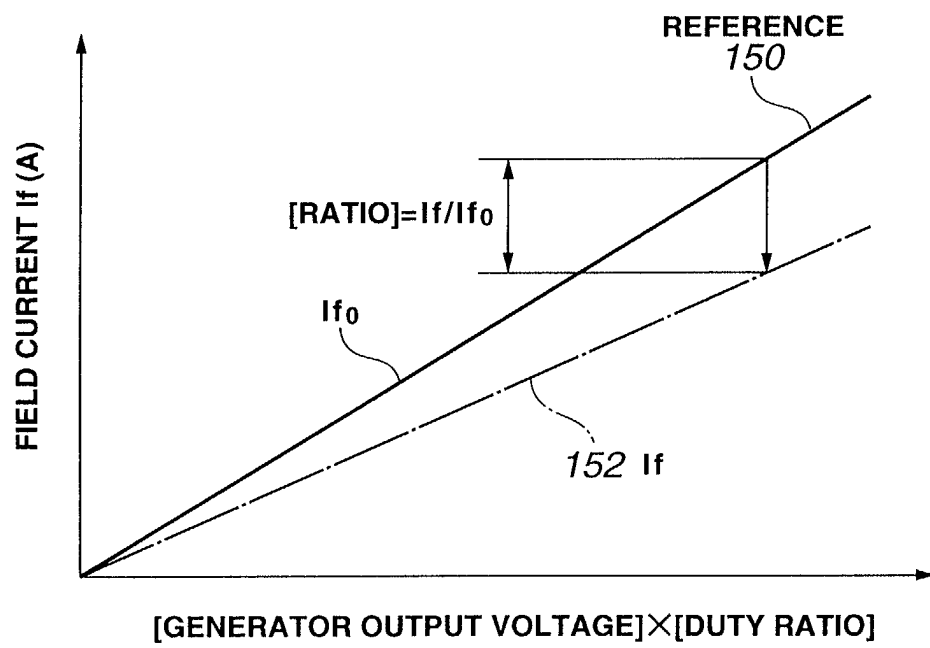 REFERENCE
150
FIELD CURRENT If (A)
[RATIO]=If/If₀
If₀
152 If
[GENERATOR OUTPUT VOLTAGE]×[DUTY RATIO]